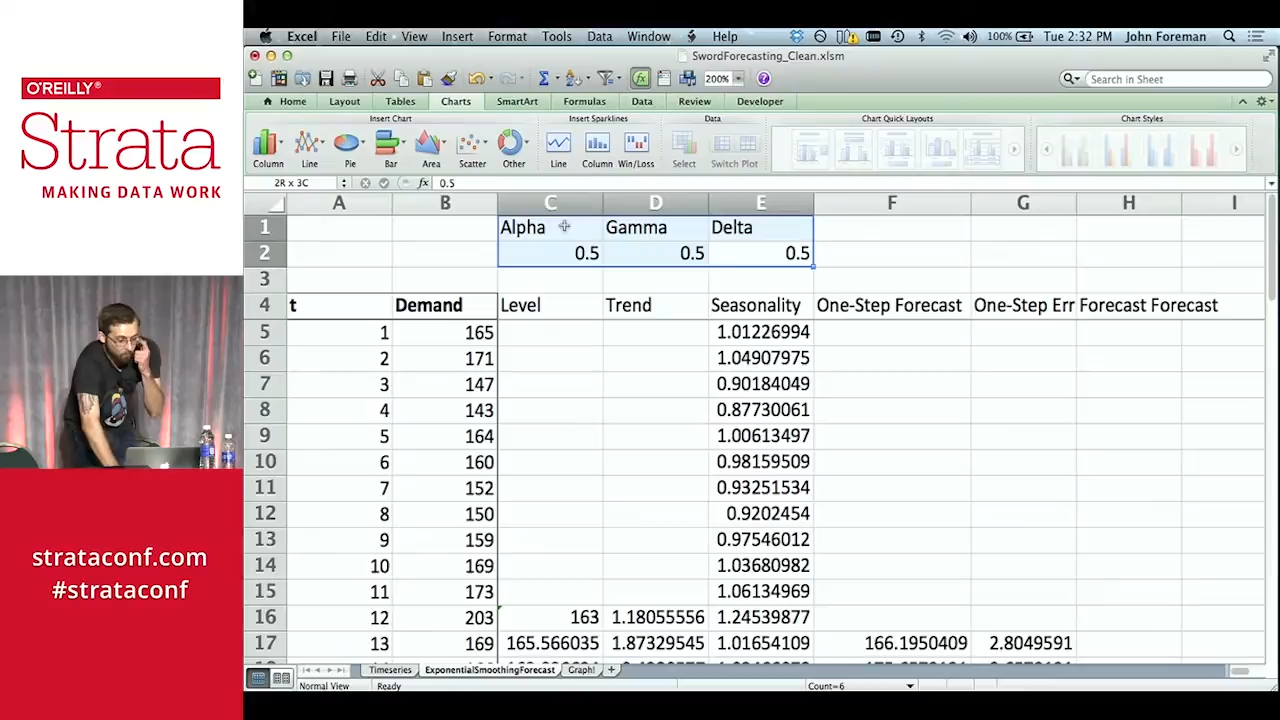 O'REILLY®
Strata
MAKING DATA WORK
strataconf.com
#strataconf
Excel File Edit View Insert Format Tools Data Window Help 100% Tue 2:32 PM John Foreman
SwordForecasting_Clean.xlsm
200% Search in Sheet
Home Layout Tables Charts SmartArt Formulas Data Review Developer
Insert Chart Insert Sparklines Data Chart Quick Layouts Chart Styles
Column Line Pie Bar Area Scatter Other Line Column Win/Loss Select Switch Plot
2R x 3C fx 0.5
A B C D E F G H I
1 Alpha Gamma Delta
2 0.5 0.5 0.5
3
4 t Demand Level Trend Seasonality One-Step Forecast One-Step Err Forecast Forecast
5 1 165 1.01226994
6 2 171 1.04907975
7 3 147 0.90184049
8 4 143 0.87730061
9 5 164 1.00613497
10 6 160 0.98159509
11 7 152 0.93251534
12 8 150 0.9202454
13 9 159 0.97546012
14 10 169 1.03680982
15 11 173 1.06134969
16 12 203 163 1.18055556 1.24539877
17 13 169 165.566035 1.87329545 1.01654109 166.1950409 2.8049591
Timeseries ExponentialSmoothingForecast Graph!
Normal View Ready Count=6